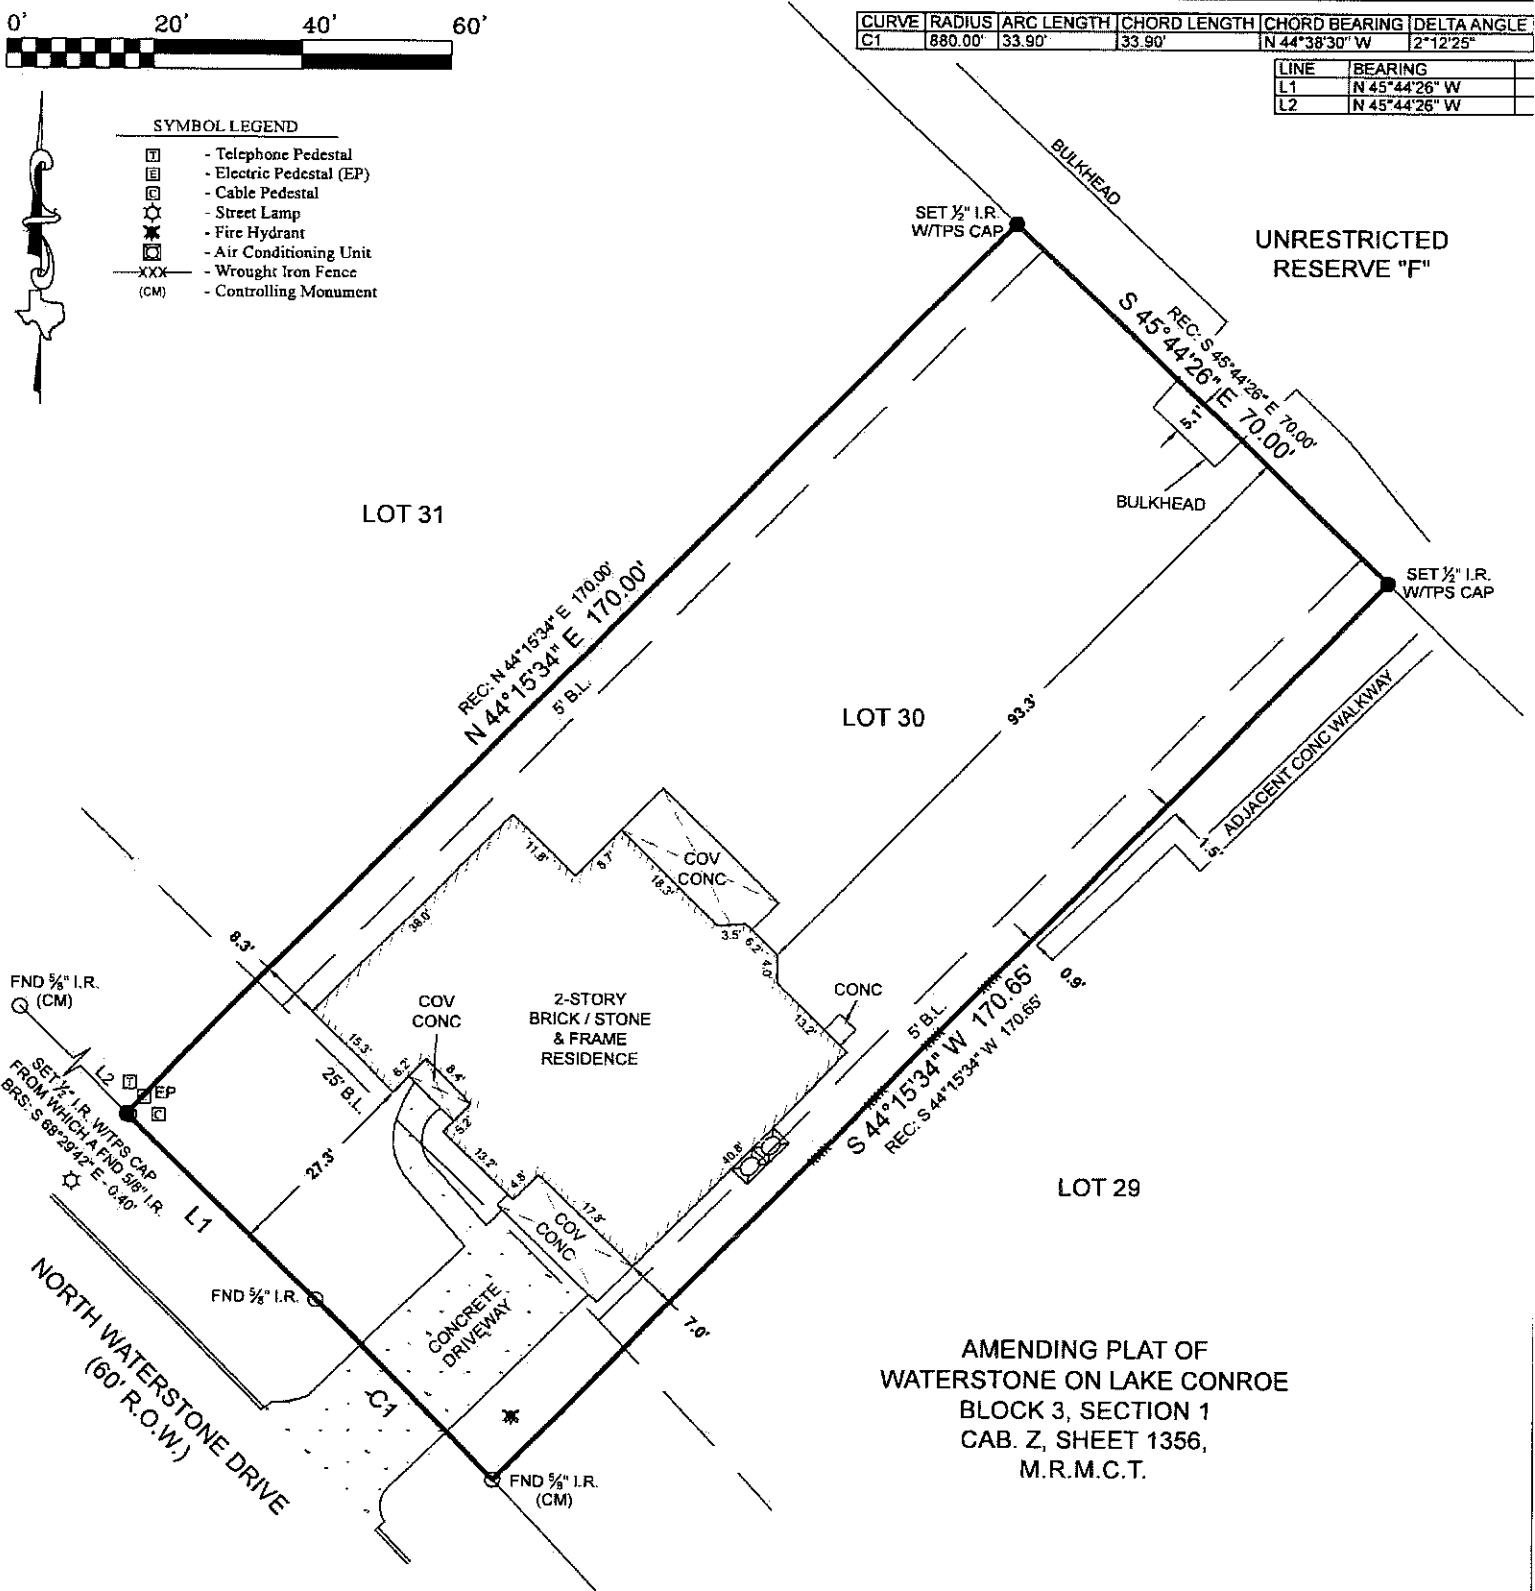 0' 20' 40' 60'
CURVE RADIUS ARC LENGTH CHORD LENGTH CHORD BEARING DELTA ANGLE
C1 880.00' 33.90' 33.90' N 44°38'30" W 2°12'25"
LINE BEARING
L1 N 45°44'26" W
L2 N 45°44'26" W
SYMBOL LEGEND
T - Telephone Pedestal
E - Electric Pedestal (EP)
C - Cable Pedestal
- Street Lamp
- Fire Hydrant
- Air Conditioning Unit
XXX - Wrought Iron Fence
(CM) - Controlling Monument
BULKHEAD
SET ½" I.R.
W/TPS CAP
UNRESTRICTED
RESERVE "F"
REC: S 45°44'26" E 70.00'
S 45°44'26" E 70.00'
5.1'
BULKHEAD
LOT 31
SET ½" I.R.
W/TPS CAP
REC: N 44°15'34" E 170.00'
N 44°15'34" E 170.00'
5' B.L.
LOT 30
93.3'
ADJACENT CONC WALKWAY
1.5'
11.8'
8.7'
COV
CONC
18.3'
3.5'
6.2'
4.0'
38.0'
8.3'
0.9'
FND ⅝" I.R.
(CM)
COV
CONC
2-STORY
BRICK / STONE
& FRAME
RESIDENCE
CONC
13.2'
5' B.L.
S 44°15'34" W 170.65'
REC: S 44°15'34" W 170.65'
15.3'
6.2'
8.4'
25' B.L.
L2
T
EP
C
SET ½" I.R. W/TPS CAP
FROM WHICH A FND 5/8" I.R.
BRS: S 68°29'42" E - 0.40'
5.2'
13.2'
4.8'
40.8'
27.3'
17.8'
COV
CONC
L1
LOT 29
FND ⅝" I.R.
CONCRETE
DRIVEWAY
7.0'
NORTH WATERSTONE DRIVE
(60' R.O.W.)
C1
FND ⅝" I.R.
(CM)
AMENDING PLAT OF
WATERSTONE ON LAKE CONROE
BLOCK 3, SECTION 1
CAB. Z, SHEET 1356,
M.R.M.C.T.